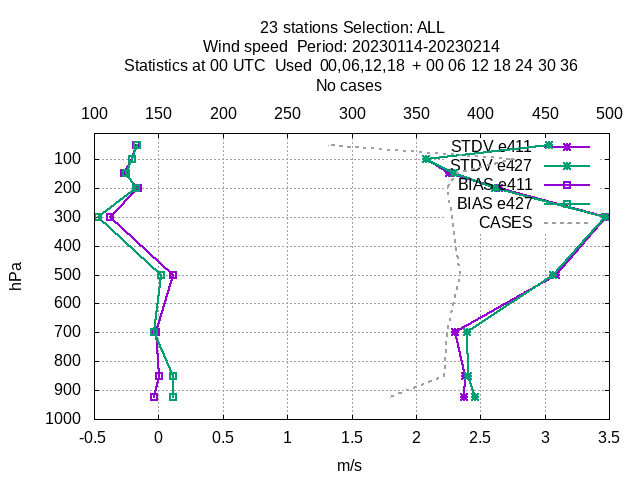 23 stations Selection: ALL
Wind speed  Period: 20230114-20230214
Statistics at 00 UTC  Used  00,06,12,18  + 00 06 12 18 24 30 36
No cases
100 150 200 250 300 350 400 450 500
STDV e411
STDV e427
BIAS e411
BIAS e427
CASES
100
200
300
400
500
600
700
800
900
1000
hPa
-0.5 0 0.5 1 1.5 2 2.5 3 3.5
m/s